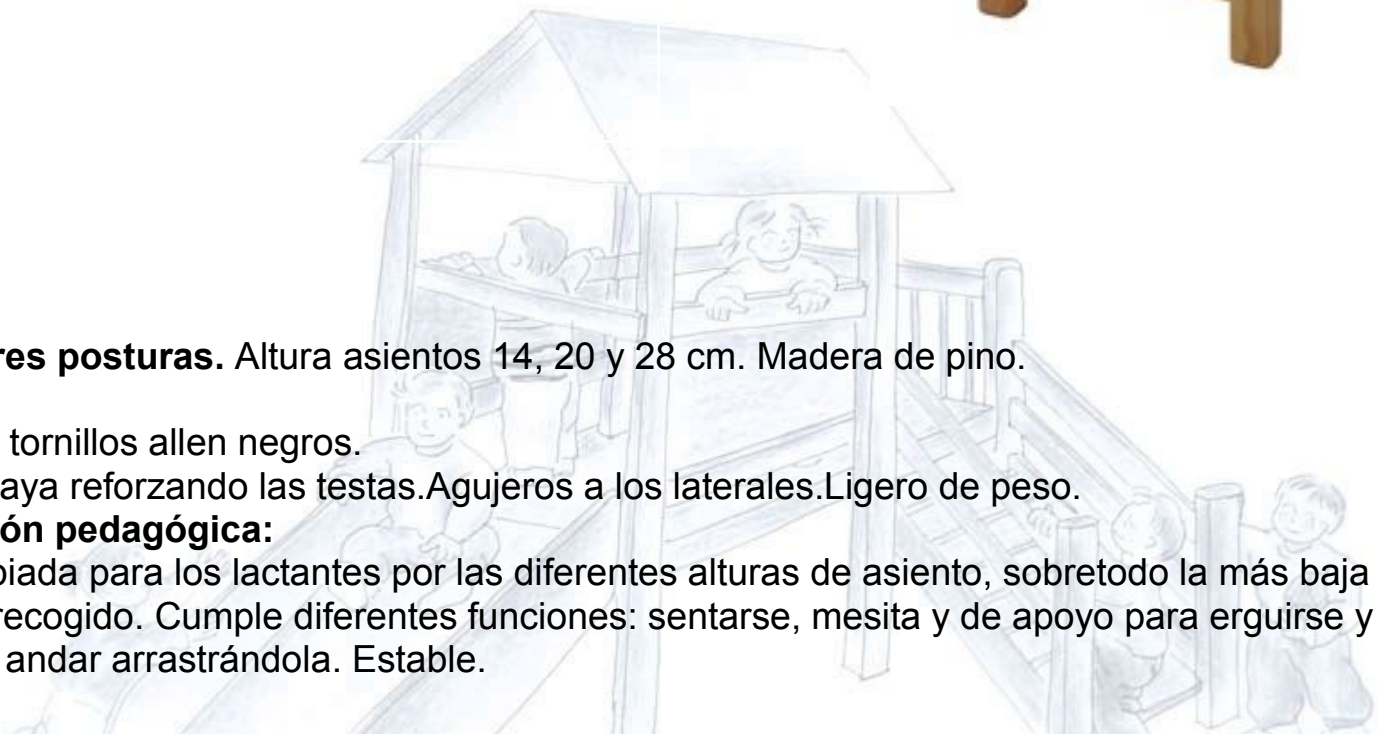 res posturas. Altura asientos 14, 20 y 28 cm. Madera de pino.
tornillos allen negros.
aya reforzando las testas.Agujeros a los laterales.Ligero de peso.
ón pedagógica:
piada para los lactantes por las diferentes alturas de asiento, sobretodo la más baja
recogido. Cumple diferentes funciones: sentarse, mesita y de apoyo para erguirse y
andar arrastrándola. Estable.